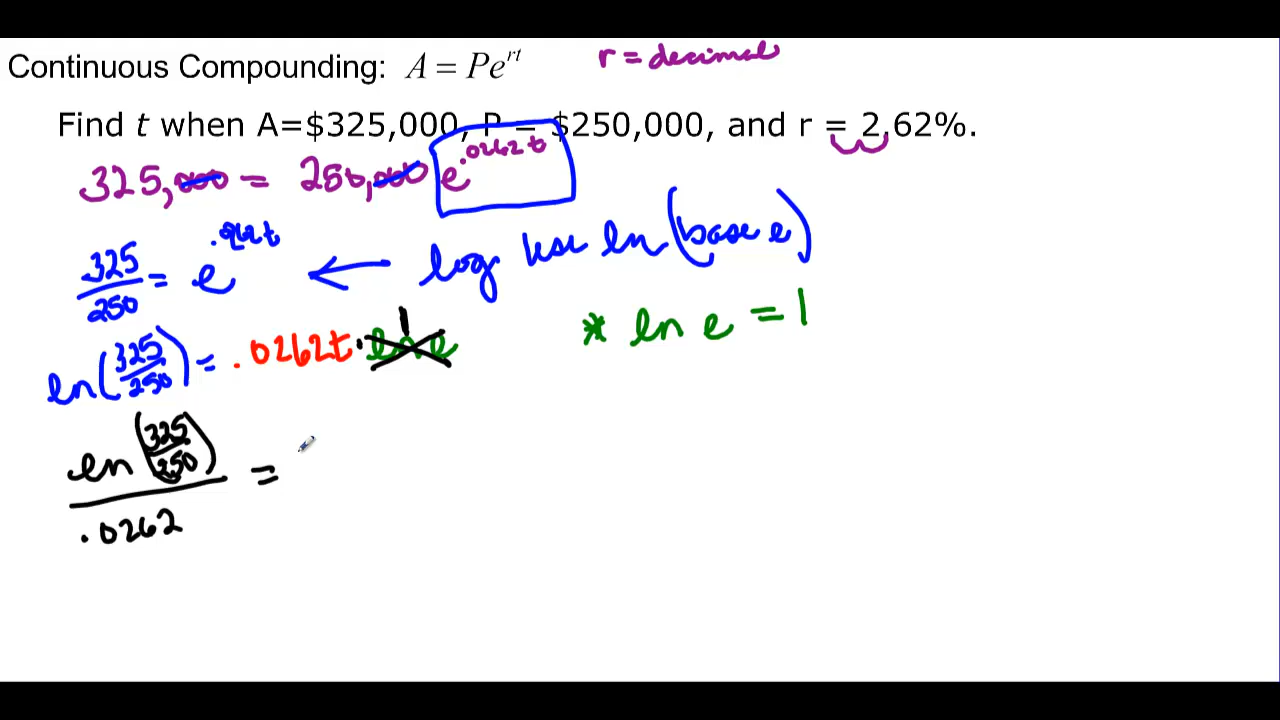 Continuous Compounding: A = Pe^{rt} r = decimal
Find t when A=$325,000, P = $250,000, and r = 2.62%.
325,000 = 250,000 e^{.0262t}
325/250 = e^{.0262t} ← log use ln (base e)
ln(325/250) = .0262t · ln e 1 * ln e = 1
ln(325/250)/.0262 =